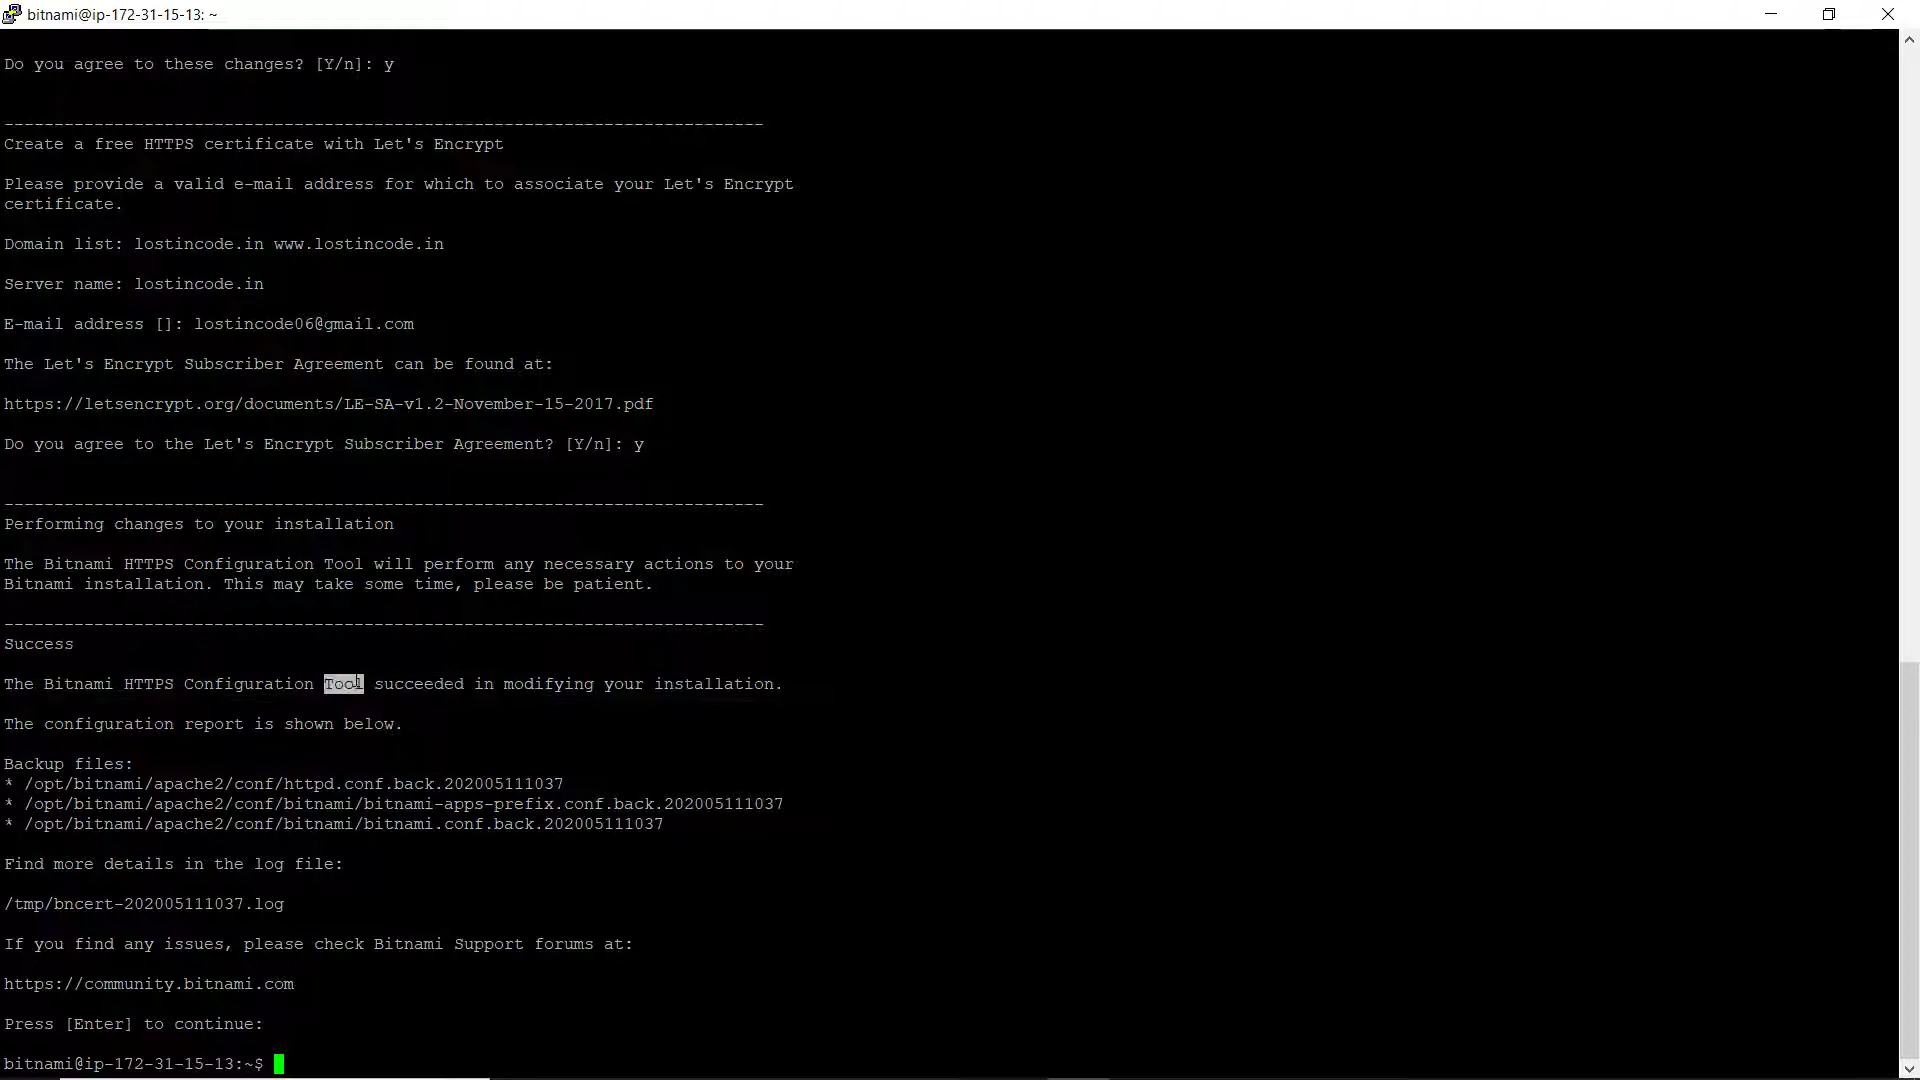 bitnami@ip-172-31-15-13: ~
Do you agree to these changes? [Y/n]: y
----------------------------------------------------------------------------
Create a free HTTPS certificate with Let's Encrypt
Please provide a valid e-mail address for which to associate your Let's Encrypt
certificate.
Domain list: lostincode.in www.lostincode.in
Server name: lostincode.in
E-mail address []: lostincode06@gmail.com
The Let's Encrypt Subscriber Agreement can be found at:
https://letsencrypt.org/documents/LE-SA-v1.2-November-15-2017.pdf
Do you agree to the Let's Encrypt Subscriber Agreement? [Y/n]: y
----------------------------------------------------------------------------
Performing changes to your installation
The Bitnami HTTPS Configuration Tool will perform any necessary actions to your
Bitnami installation. This may take some time, please be patient.
----------------------------------------------------------------------------
Success
The Bitnami HTTPS Configuration Tool succeeded in modifying your installation.
The configuration report is shown below.
Backup files:
* /opt/bitnami/apache2/conf/httpd.conf.back.202005111037
* /opt/bitnami/apache2/conf/bitnami/bitnami-apps-prefix.conf.back.202005111037
* /opt/bitnami/apache2/conf/bitnami/bitnami.conf.back.202005111037
Find more details in the log file:
/tmp/bncert-202005111037.log
If you find any issues, please check Bitnami Support forums at:
https://community.bitnami.com
Press [Enter] to continue:
bitnami@ip-172-31-15-13:~$